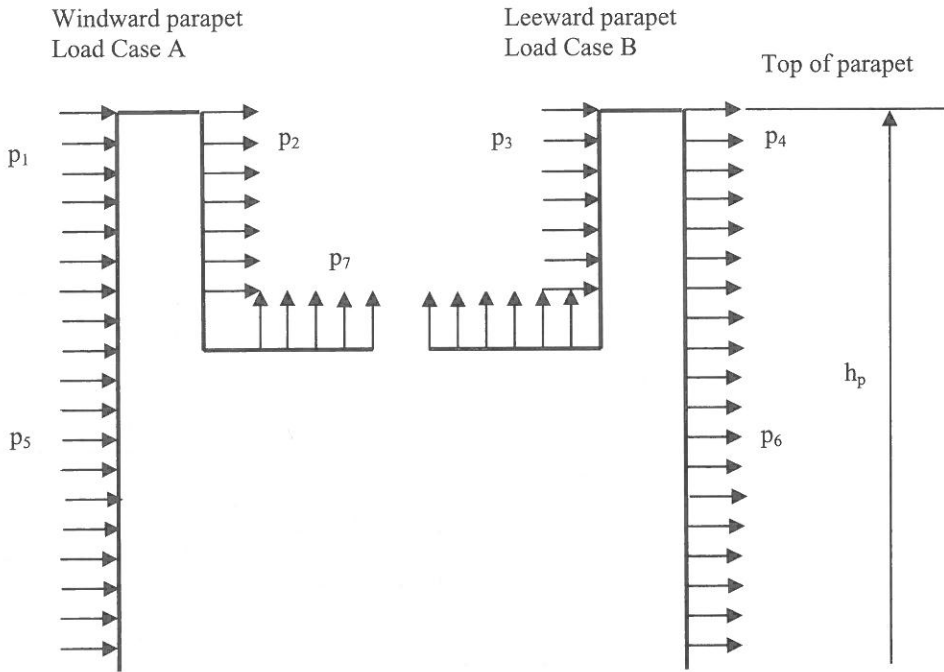 Windward parapet
Load Case A
Leeward parapet
Load Case B
Top of parapet
p1
p2
p3
p4
p7
hp
p5
p6